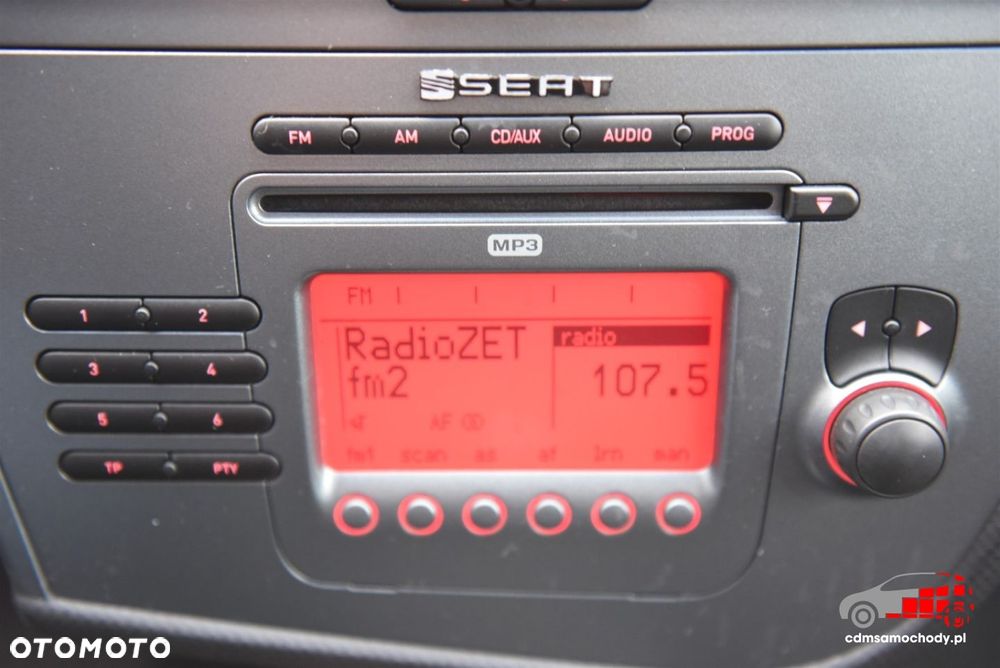 SEAT
FM AM CD/AUX AUDIO PROG
MP3
1 2
3 4
5 6
TP PTY
FM
RadioZET radio
fm2 107.5
AF
fm1 scan as af lrn man
OTOMOTO
cdmsamochody.pl